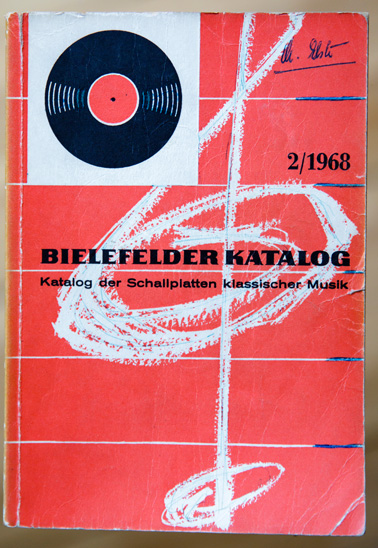 2/1968
BIELEFELDER KATALOG
Katalog der Schallplatten klassischer Musik